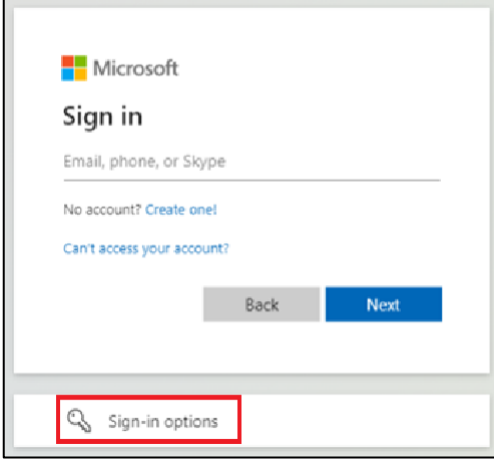 Microsoft
Sign in
Email, phone, or Skype
No account? Create one!
Can't access your account?
Back Next
Sign-in options